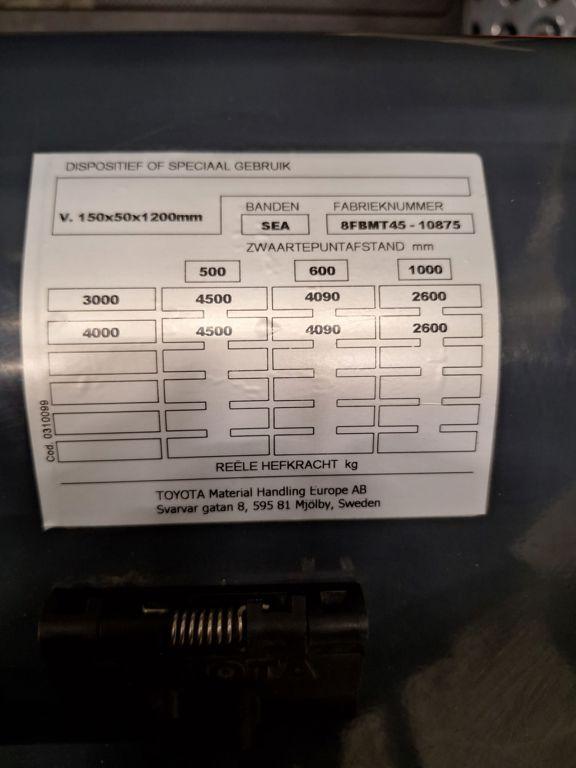 DISPOSITIEF OF SPECIAAL GEBRUIK
V. 150x50x1200mm
BANDEN FABRIEKNUMMER
SEA 8FBMT45 - 10875
ZWAARTEPUNTAFSTAND mm
500 600 1000
3000 4500 4090 2600
4000 4500 4090 2600
Cod. 0310099
REËLE HEFKRACHT kg
TOYOTA Material Handling Europe AB
Svarvar gatan 8, 595 81 Mjölby, Sweden